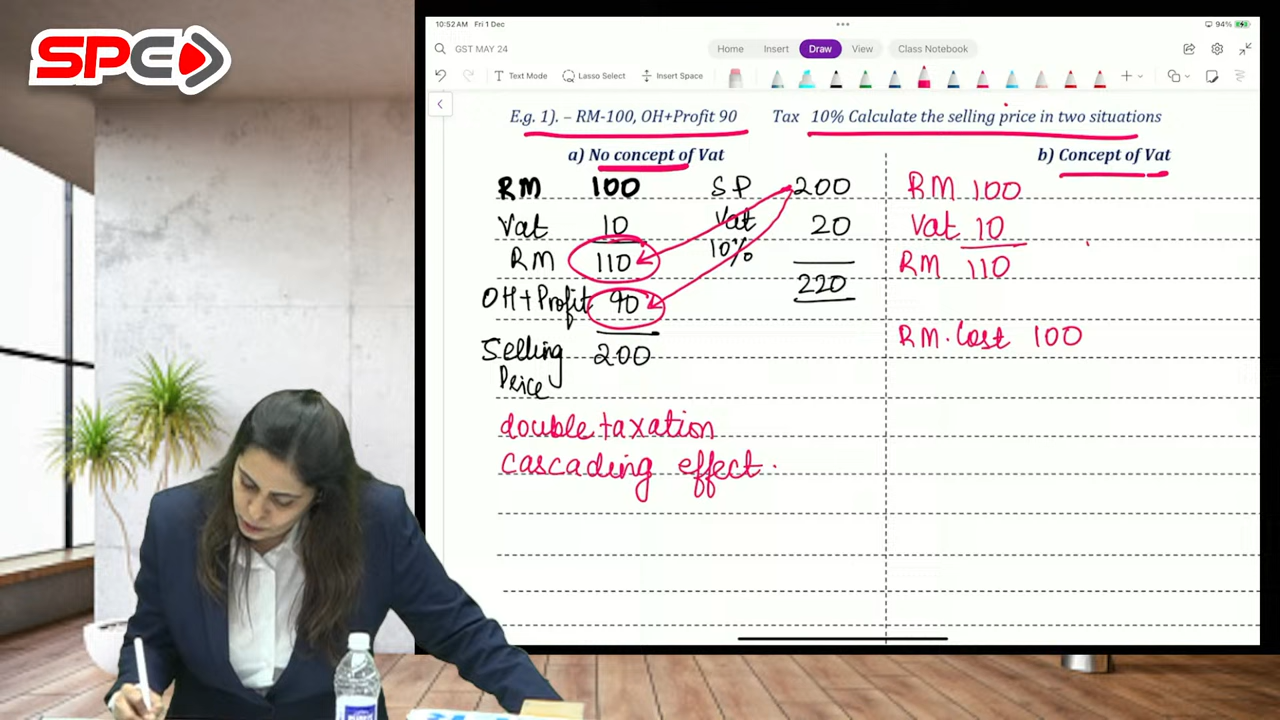 SPED
10:52 AM Fri 1 Dec
94%
GST MAY 24
Home Insert Draw View Class Notebook
Text Mode Lasso Select Insert Space
E.g. 1). – RM-100, OH+Profit 90 Tax 10% Calculate the selling price in two situations
a) No concept of Vat
RM 100
Vat 10
RM 110
OH+Profit 90
Selling Price 200
SP 200
Vat 10% 20
220
double taxation
cascading effect.
b) Concept of Vat
RM 100
Vat 10
RM 110
RM. Cost 100